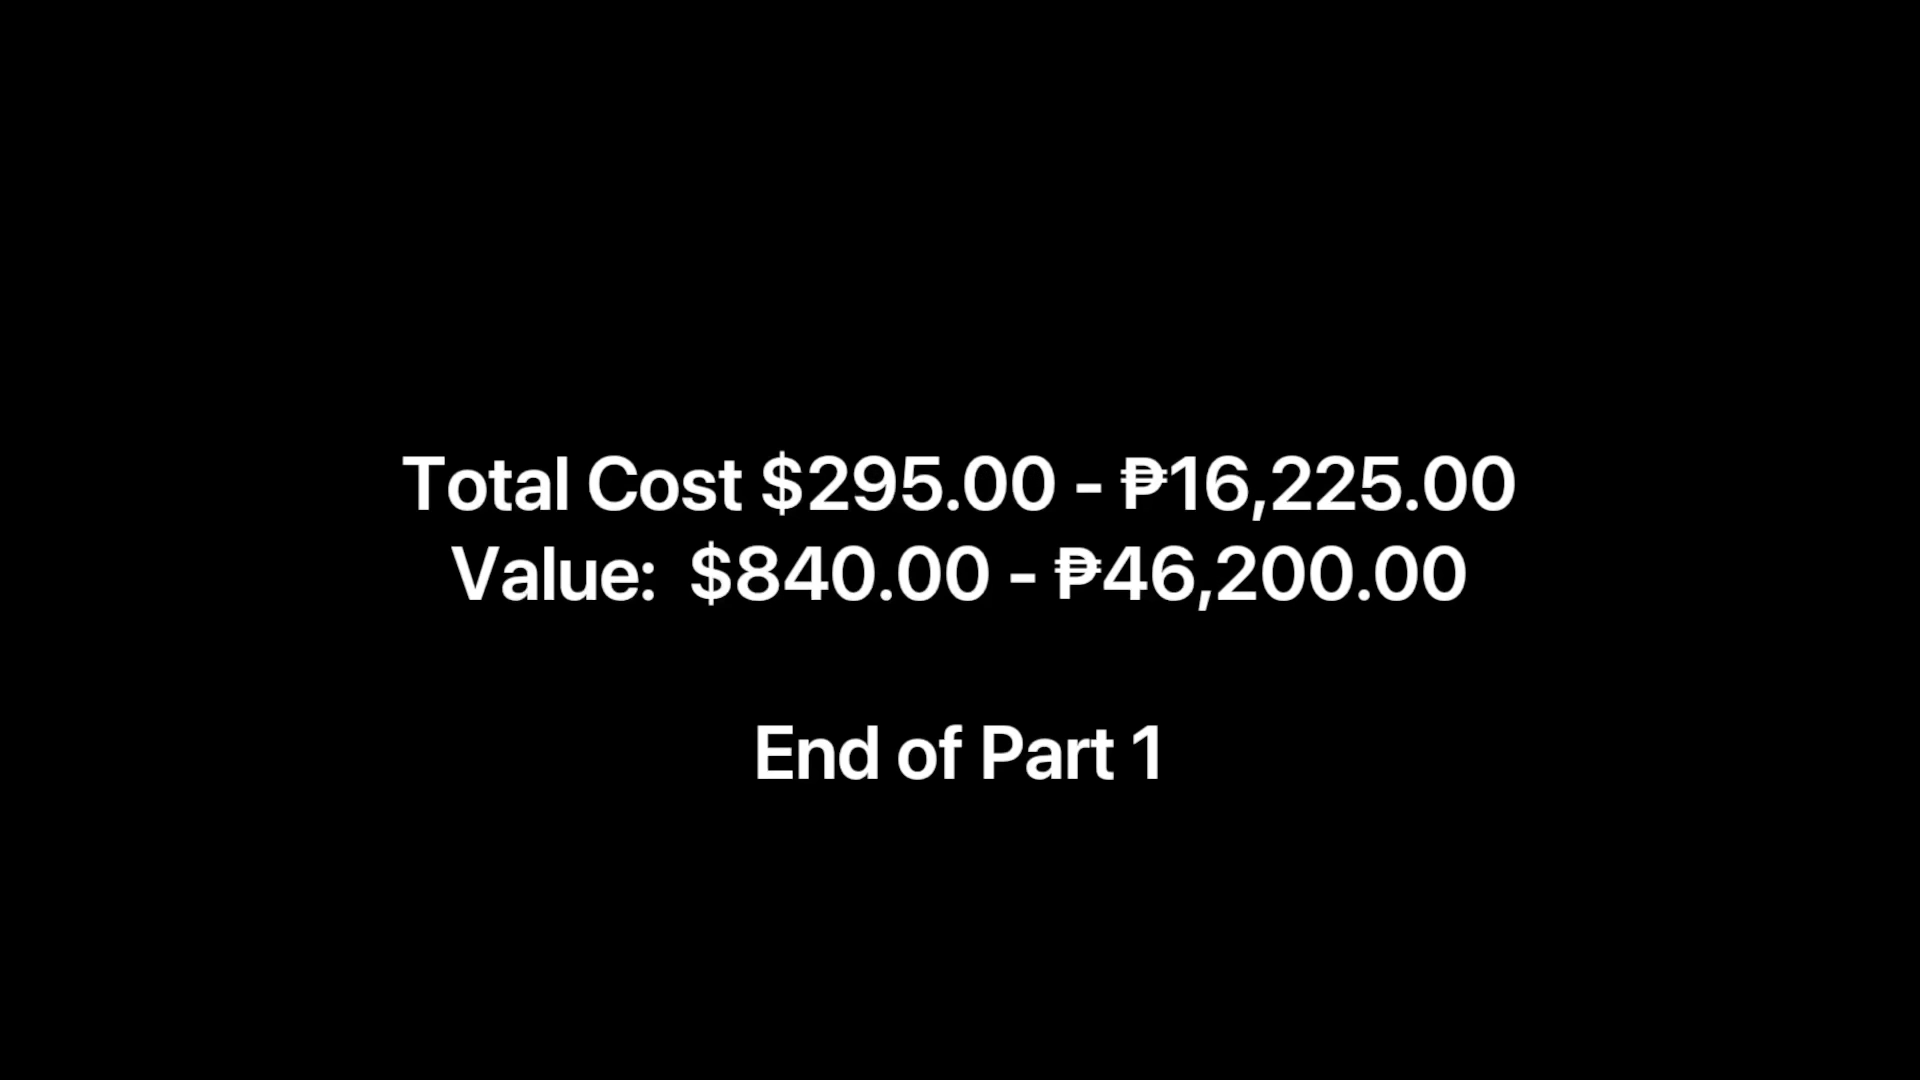 Total Cost $295.00 - ₱16,225.00
Value:  $840.00 - ₱46,200.00
End of Part 1